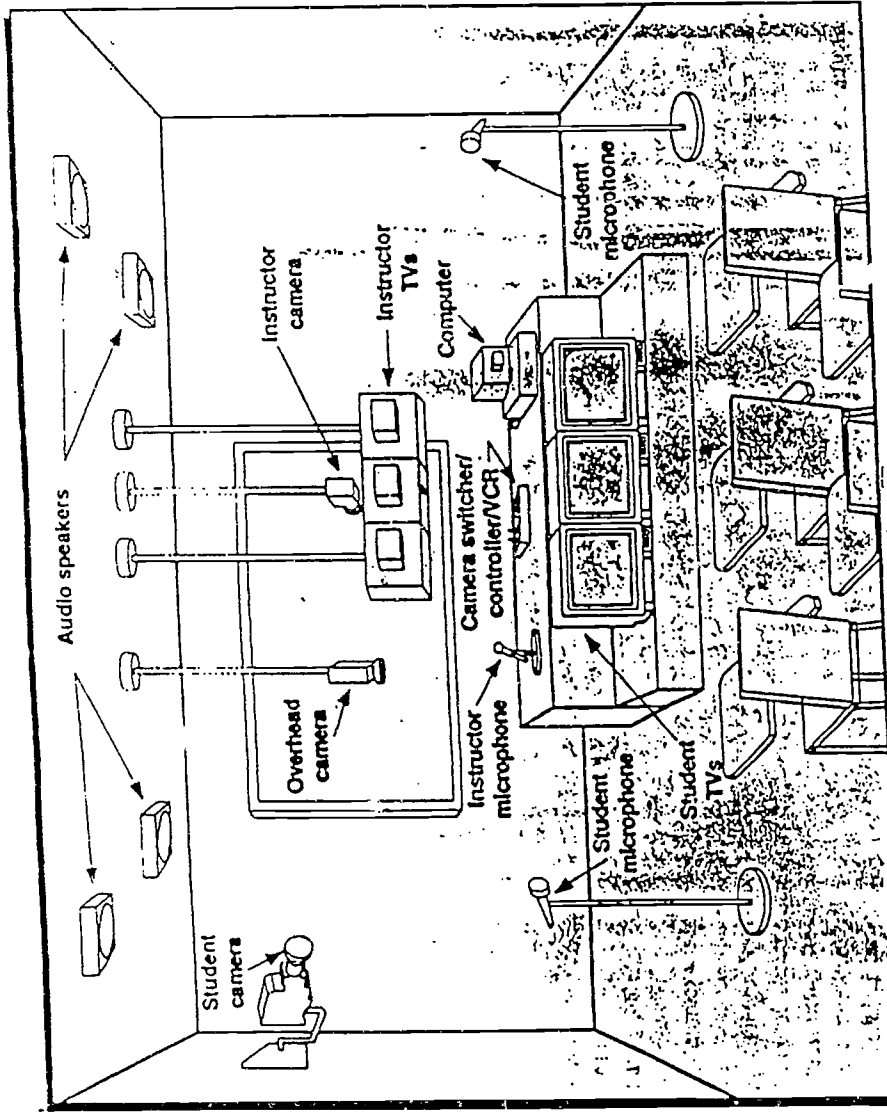 Audio speakers
Student
camera
Overhead
camera
Instructor
camera
Instructor
TVs
Computer
Camera switcher/
controller/VCR
Instructor
microphone
Student
microphone
Student
TVs
Student
microphone